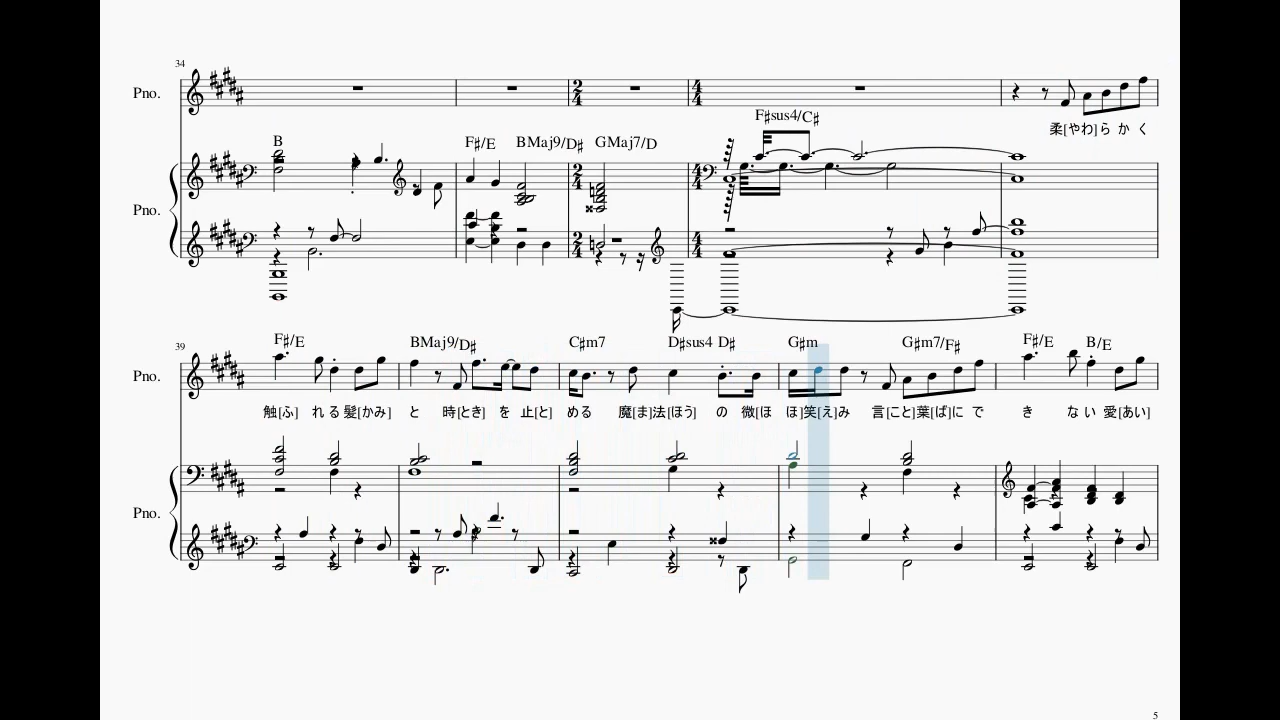 34
Pno.
F♯sus4/C♯
柔[やわ]ら か く
B F♯/E BMaj9/D♯ GMaj7/D
Pno.
39
F♯/E BMaj9/D♯ C♯m7 D♯sus4 D♯ G♯m G♯m7/F♯ F♯/E B/E
Pno.
触[ふ] れ る 髪[かみ] と 時[とき] を 止[と] め る 魔[ま]法[ほう] の 微[ほ ほ]笑[え]み 言[こと]葉[ば]に で き な い 愛[あい]
Pno.
5